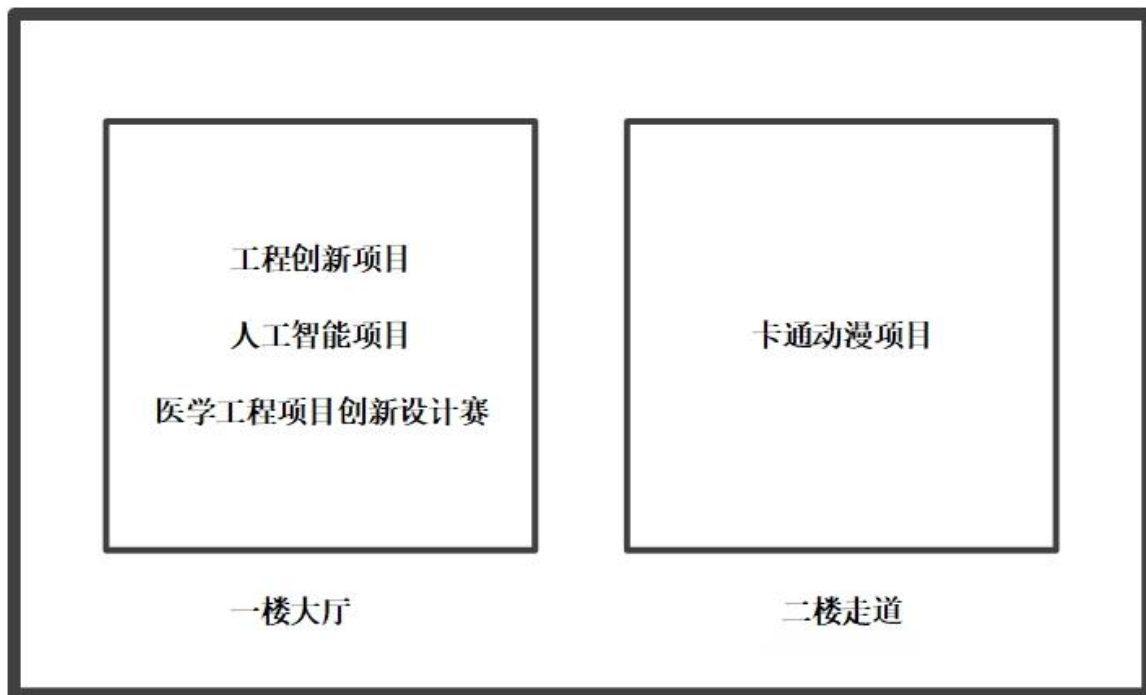 工程创新项目
人工智能项目
医学工程项目创新设计赛
卡通动漫项目
一楼大厅
二楼走道